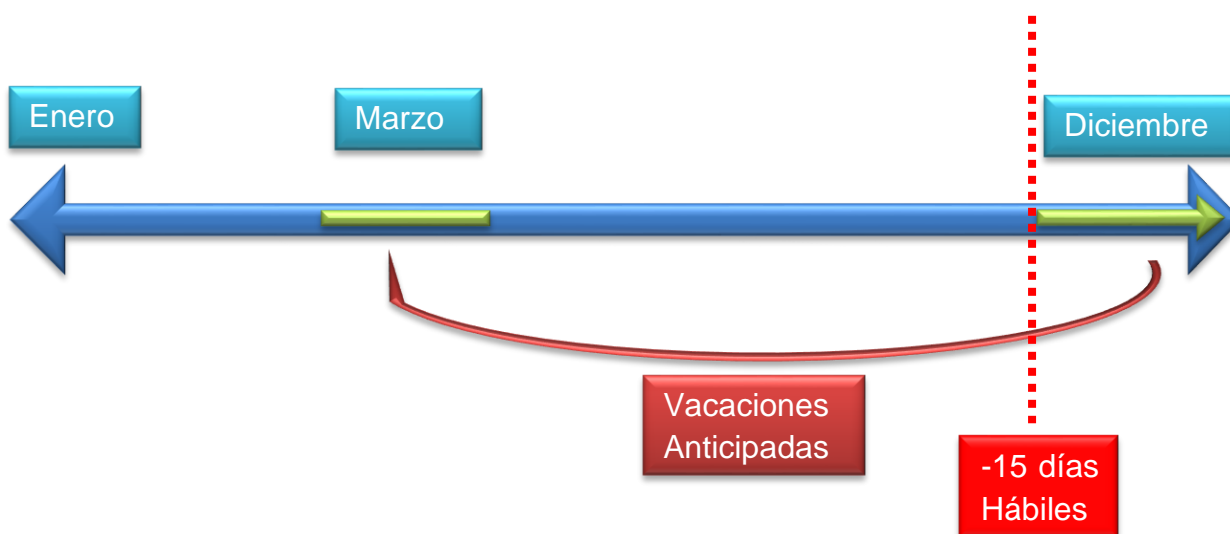 Enero
Marzo
Diciembre
Vacaciones
Anticipadas
-15 días
Hábiles